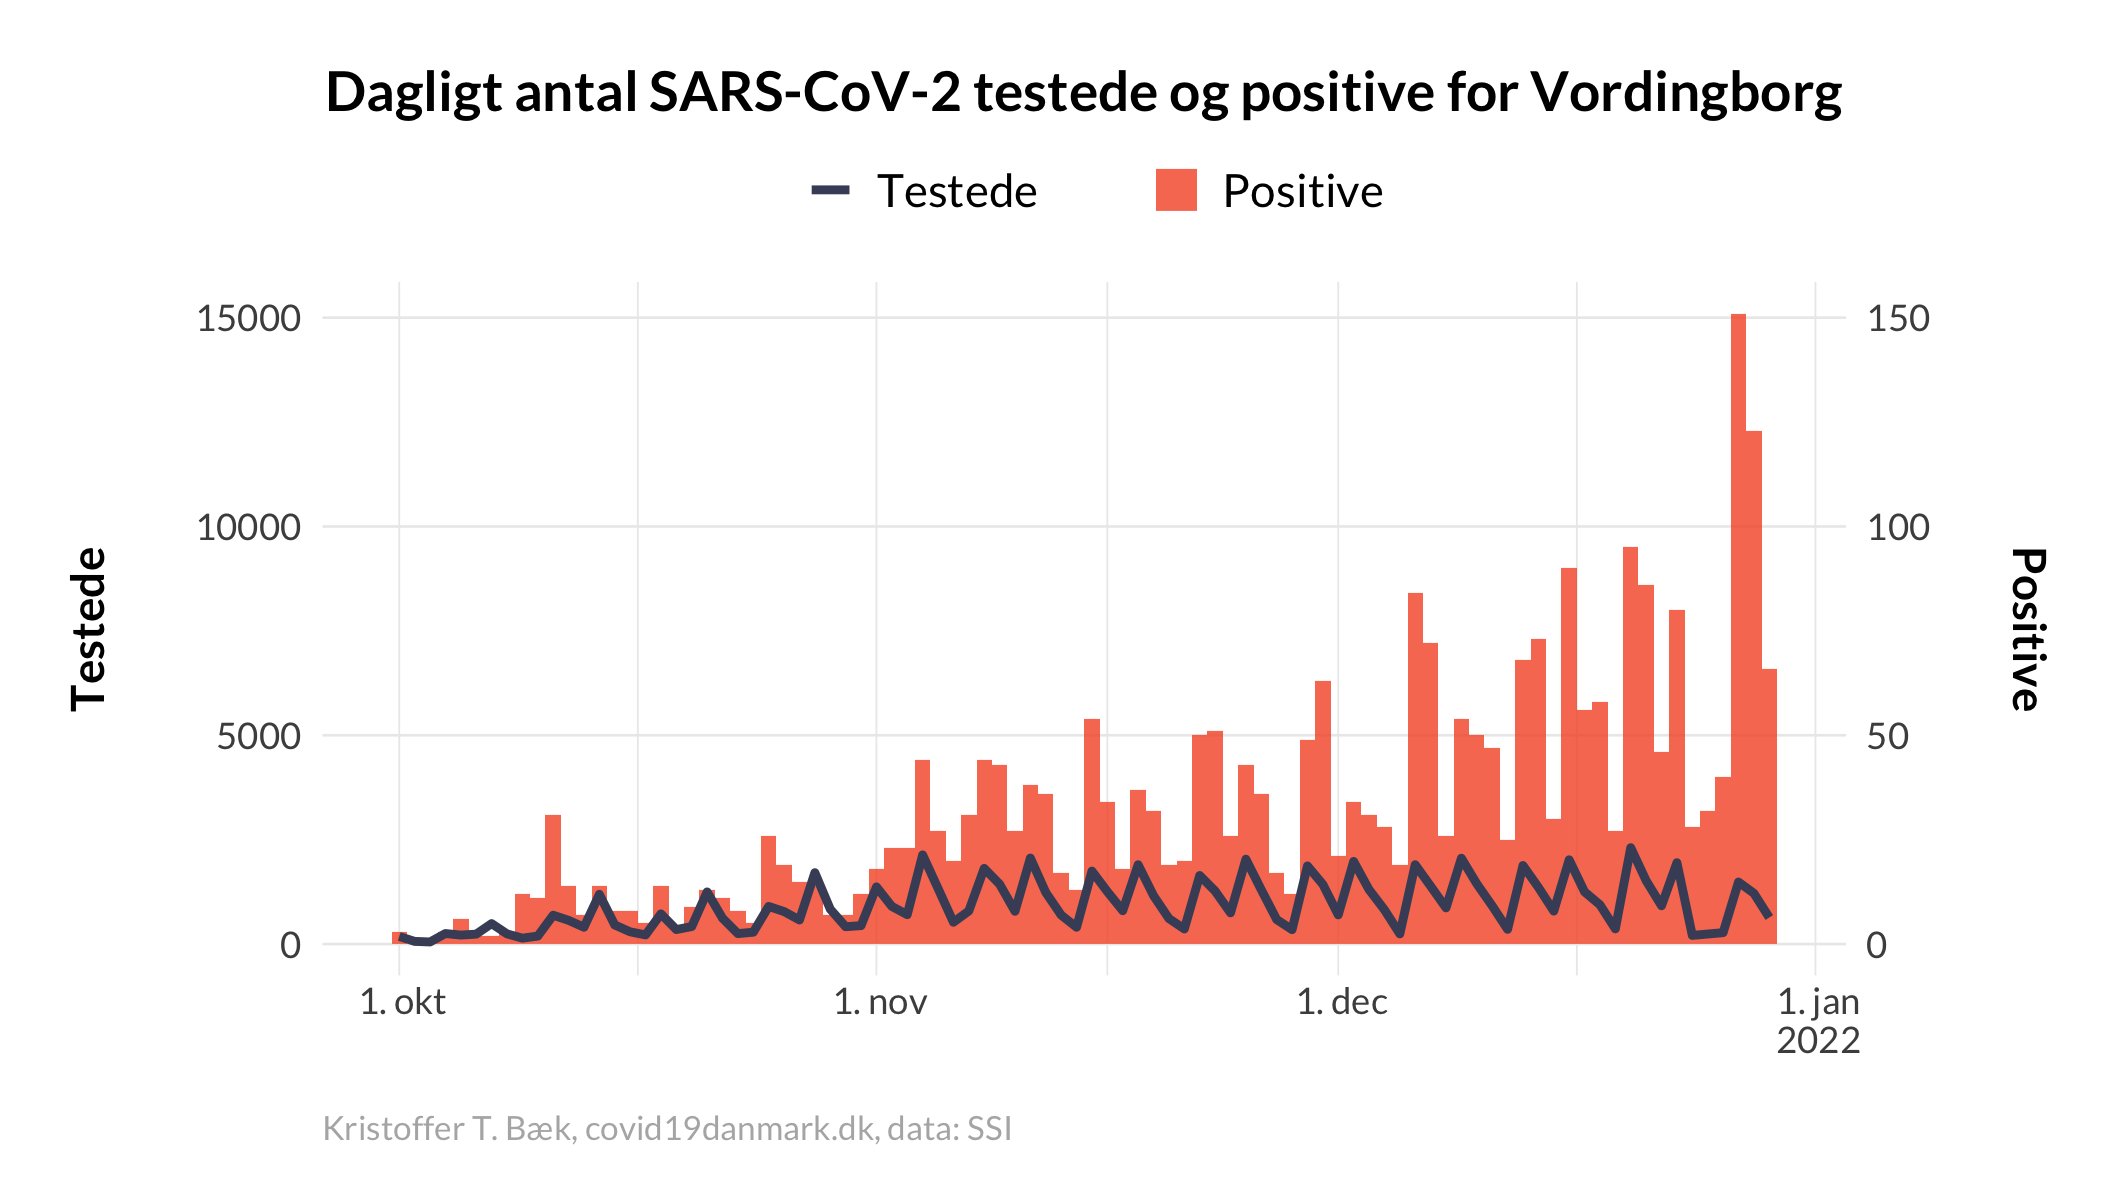 Dagligt antal SARS-CoV-2 testede og positive for Vordingborg
Testede
Positive
15000
10000
5000
0
150
100
50
0
Testede
Positive
1. okt
1. nov
1. dec
1. jan
2022
Kristoffer T. Bæk, covid19danmark.dk, data: SSI